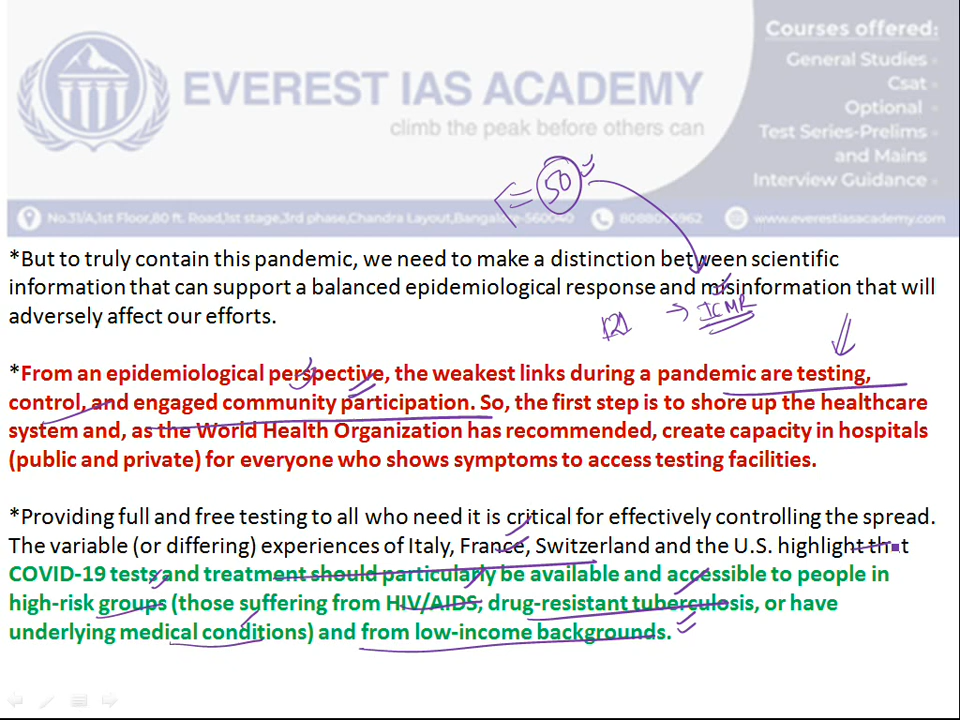 Courses offered:
General Studies
Csat
Optional
Test Series-Prelims
and Mains
Interview Guidance
EVEREST IAS ACADEMY
climb the peak before others can
50
No.31/A,1st Floor,80 ft. Road,1st stage,3rd phase,Chandra Layout,Bangalore-5600
www.everestiasacademy.com
*But to truly contain this pandemic, we need to make a distinction between scientific
information that can support a balanced epidemiological response and misinformation that will
adversely affect our efforts.
121
ICMR
*From an epidemiological perspective, the weakest links during a pandemic are testing,
control, and engaged community participation. So, the first step is to shore up the healthcare
system and, as the World Health Organization has recommended, create capacity in hospitals
(public and private) for everyone who shows symptoms to access testing facilities.
*Providing full and free testing to all who need it is critical for effectively controlling the spread.
The variable (or differing) experiences of Italy, France, Switzerland and the U.S. highlight that
COVID-19 tests and treatment should particularly be available and accessible to people in
high-risk groups (those suffering from HIV/AIDS, drug-resistant tuberculosis, or have
underlying medical conditions) and from low-income backgrounds.